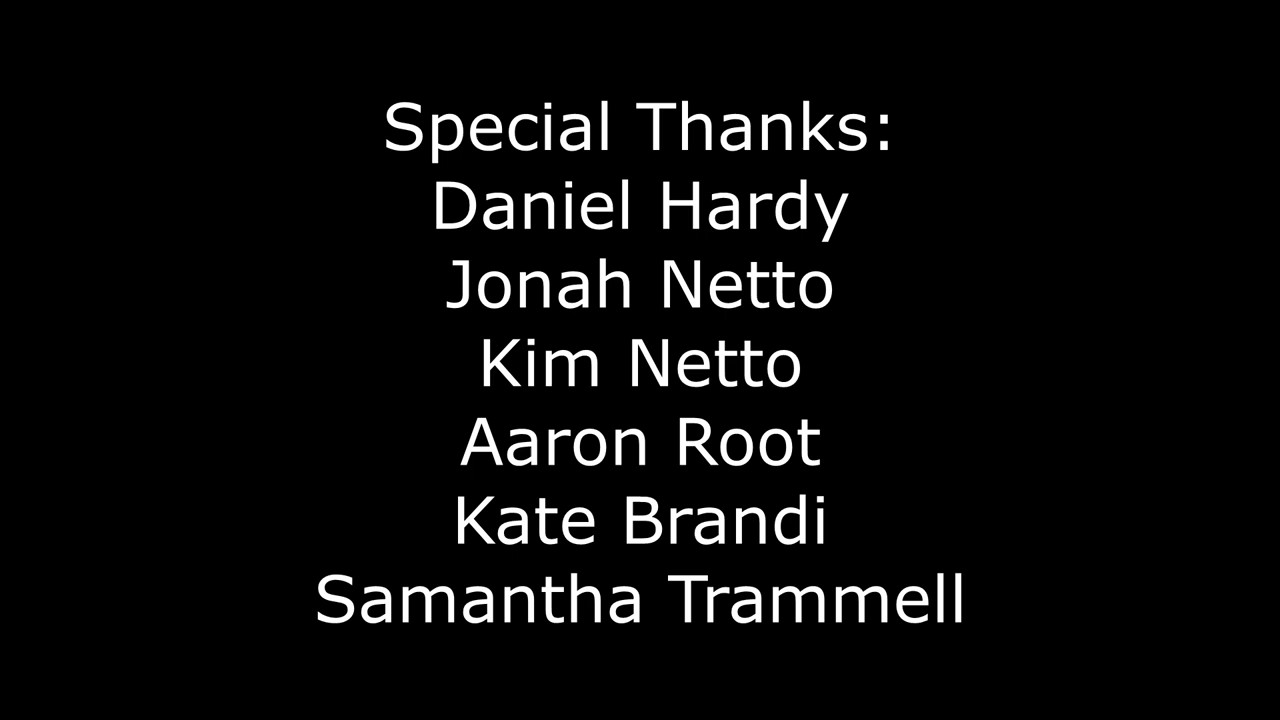 Special Thanks:
Daniel Hardy
Jonah Netto
Kim Netto
Aaron Root
Kate Brandi
Samantha Trammell